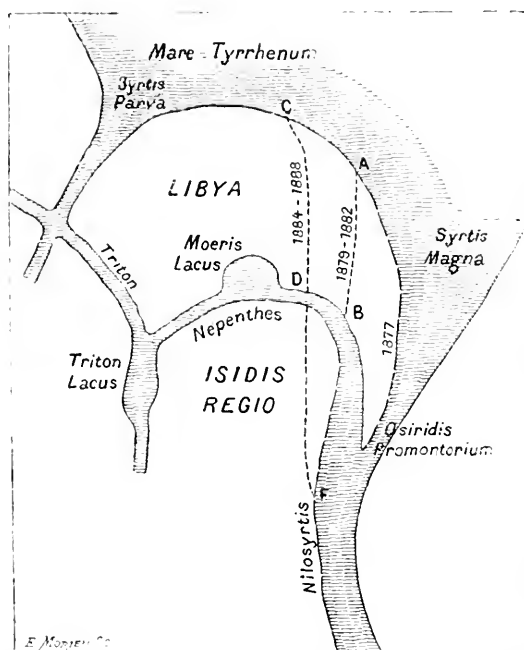 Mare Tyrrhenum
Syrtis
Parva
C
A
LIBYA
1884-1888
1879-1882
Syrtis
Magna
Moeris
Lacus
Triton
D
B
Nepenthes
1877
Triton
Lacus
ISIDIS
REGIO
Osiridis
Promontorium
Nilosyrtis